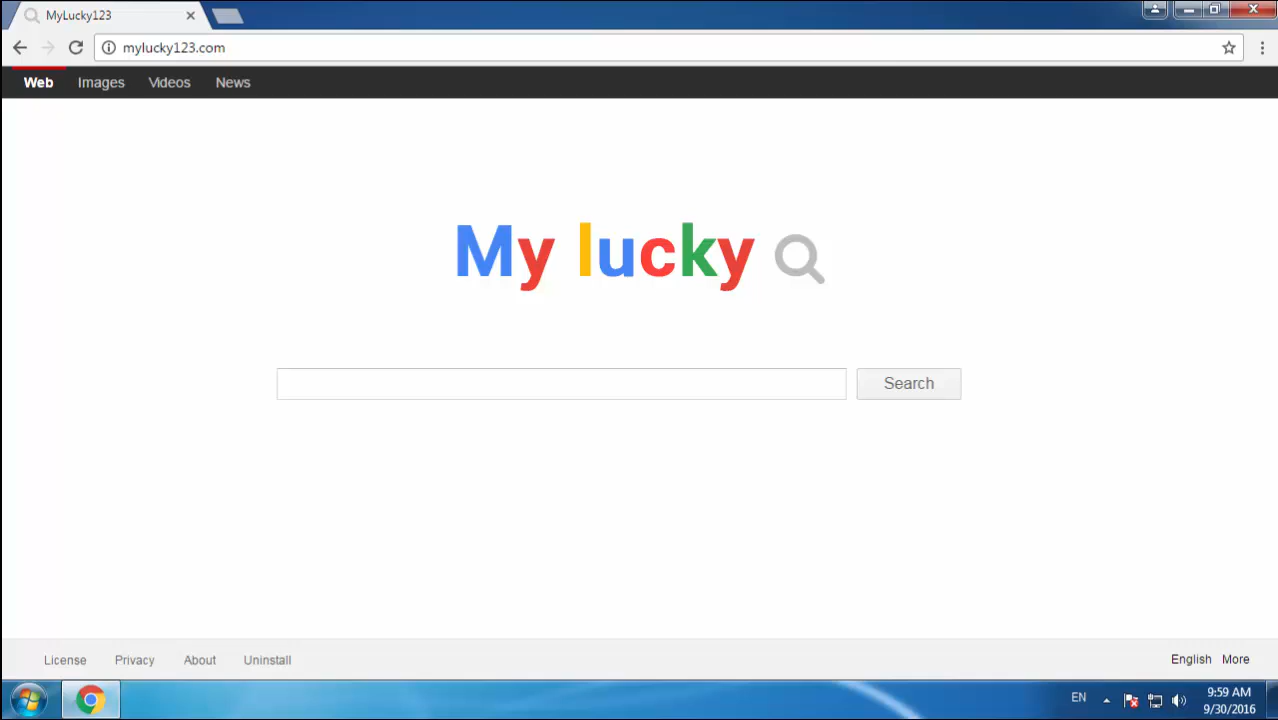 MyLucky123
mylucky123.com
Web Images Videos News
My lucky
Search
License Privacy About Uninstall
English More
EN
9:59 AM
9/30/2016